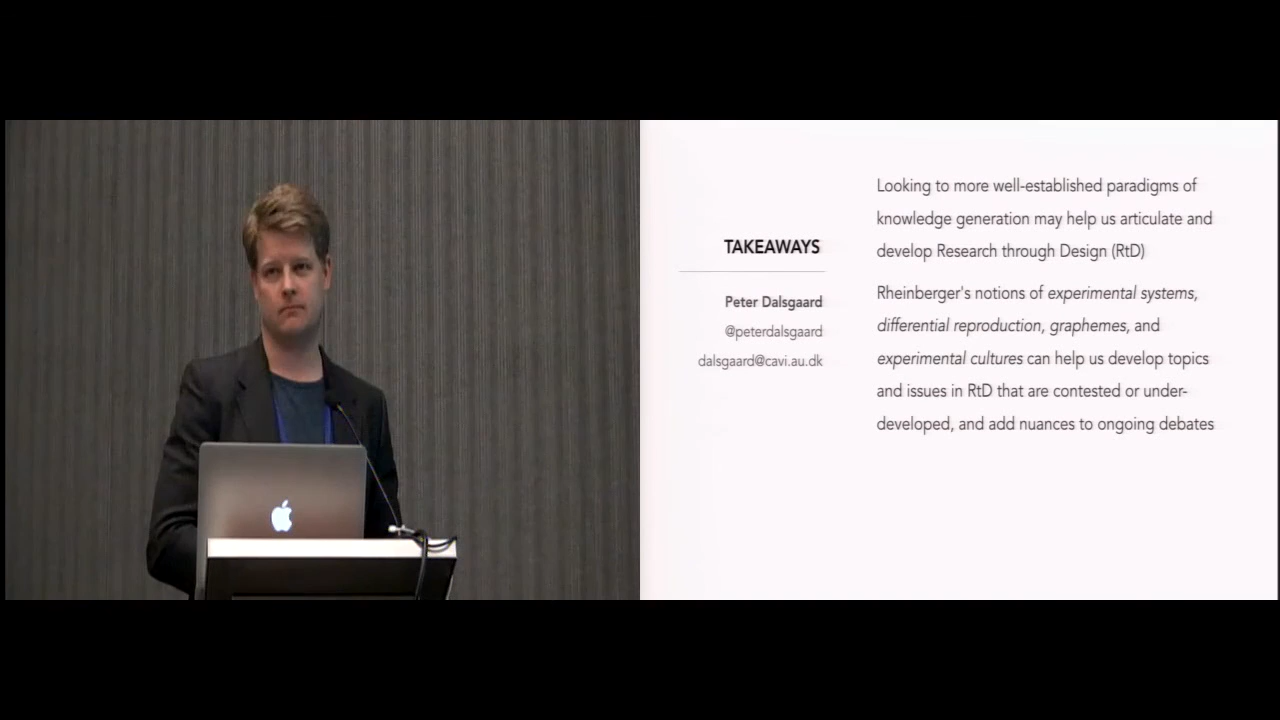 TAKEAWAYS
Peter Dalsgaard
@peterdalsgaard
dalsgaard@cavi.au.dk
Looking to more well-established paradigms of
knowledge generation may help us articulate and
develop Research through Design (RtD)
Rheinberger's notions of experimental systems,
differential reproduction, graphemes, and
experimental cultures can help us develop topics
and issues in RtD that are contested or under-
developed, and add nuances to ongoing debates